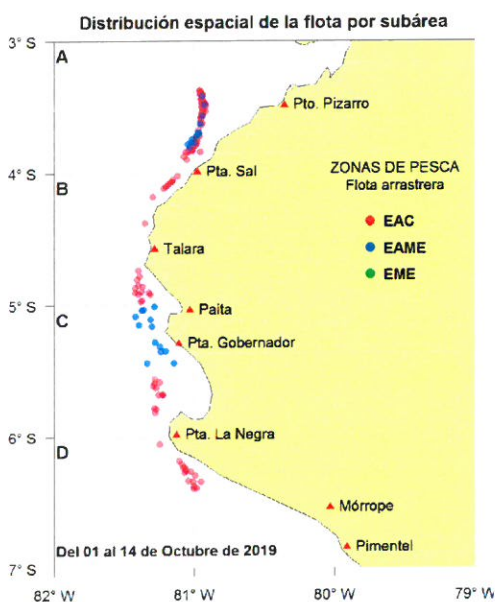 Distribución espacial de la flota por subárea
3° S
A
Pto. Pizarro
Pta. Sal
4° S
B
ZONAS DE PESCA
Flota arrastrera
EAC
EAME
EME
Talara
5° S
C
Paita
Pta. Gobernador
6° S
D
Pta. La Negra
Mórrope
Pimentel
Del 01 al 14 de Octubre de 2019
7° S
82° W
81° W
80° W
79° W